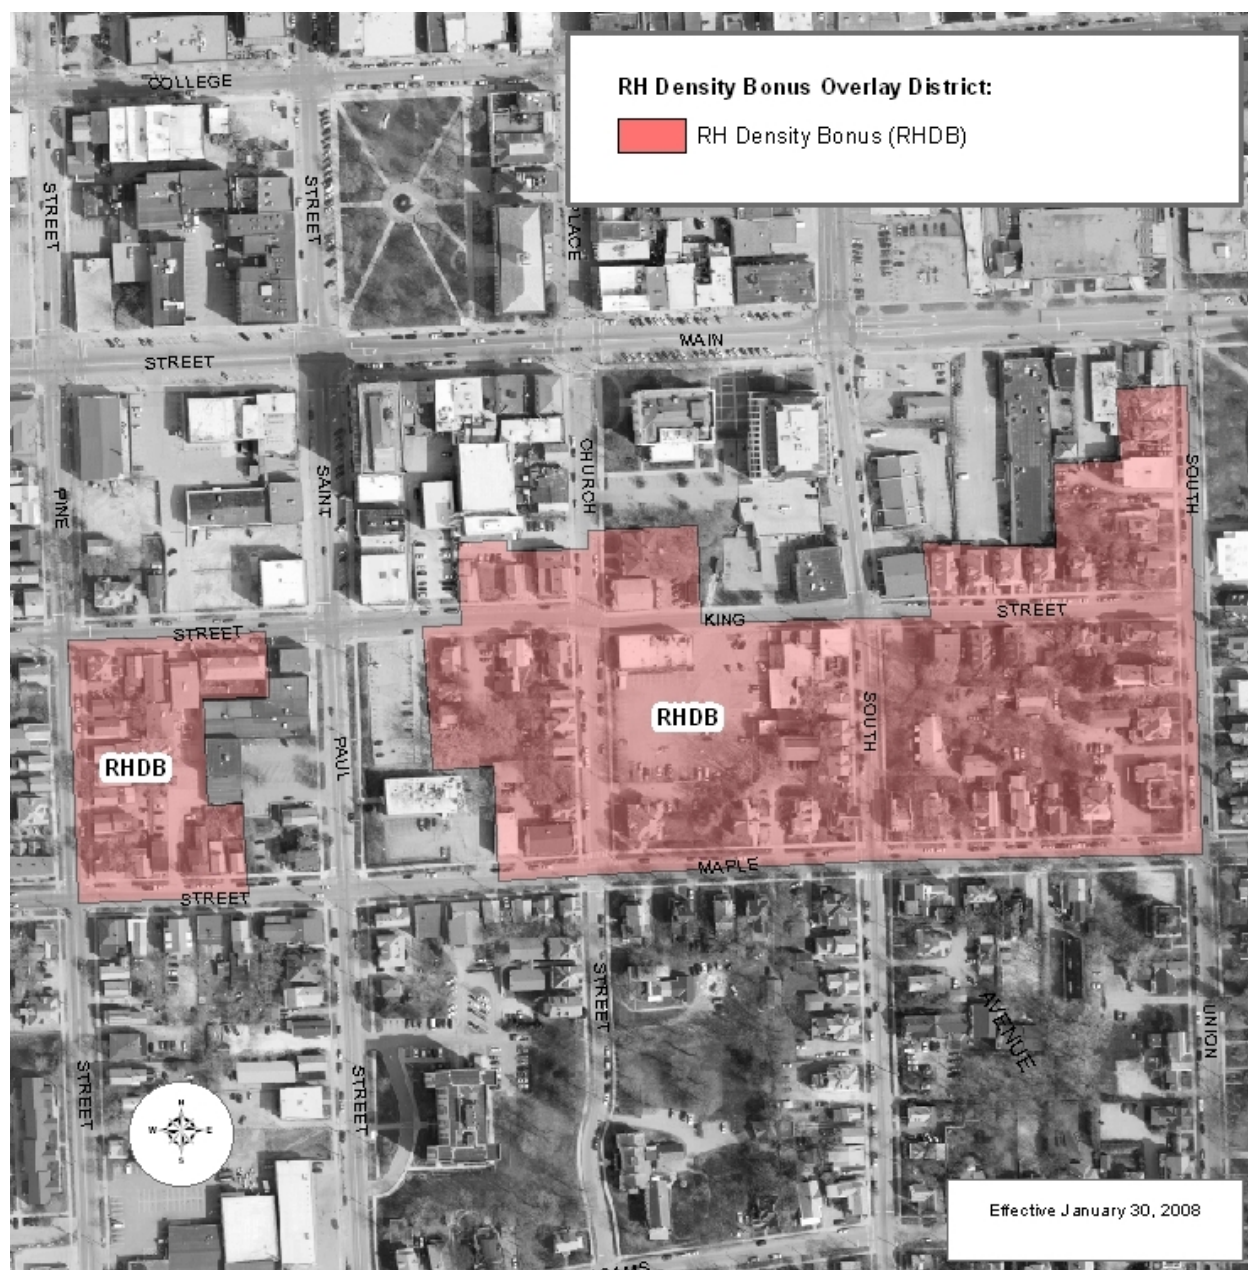 RH Density Bonus Overlay District:
RH Density Bonus (RHDB)
COLLEGE
STREET
STREET
PLACE
MAIN
STREET
CHURCH
SOUTH
SAINT
PINE
STREET
KING
STREET
RHDB
RHDB
SOUTH
PAUL
MAPLE
STREET
STREET
AVENUE
UNION
STREET
STREET
N
W E
S
Effective January 30, 2008